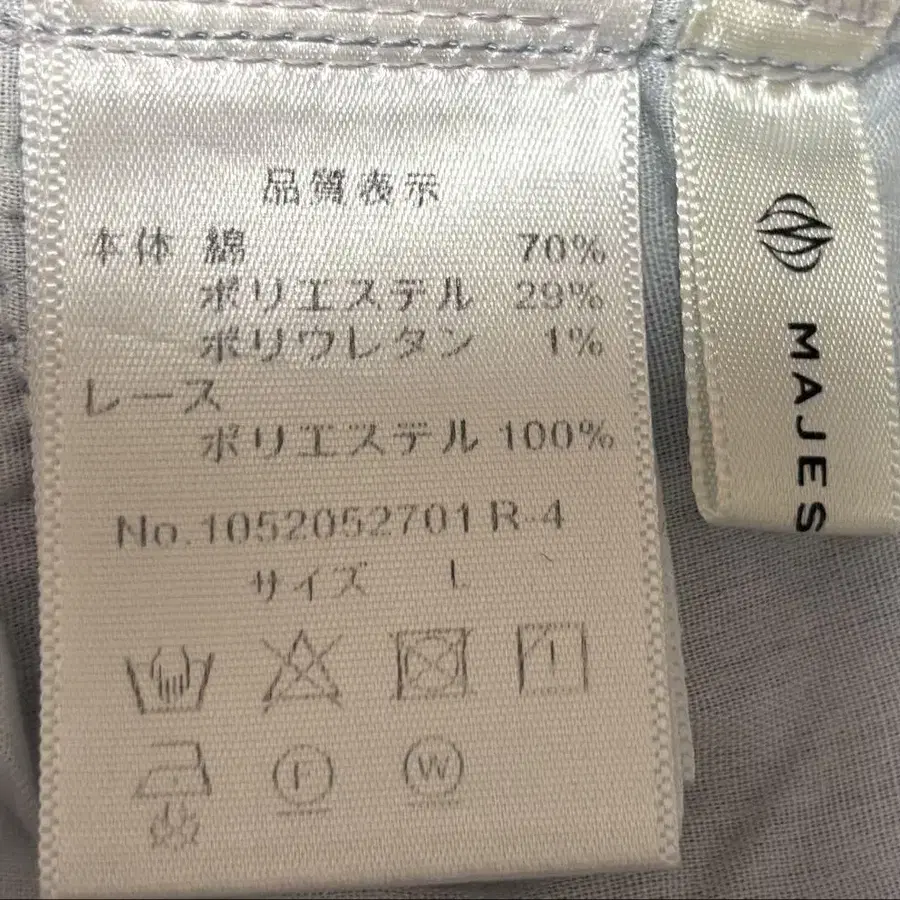 品質表示
本体 綿 70%
ポリエステル 29%
ポリウレタン 1%
レース
ポリエステル 100%
No.1052052701 R-4
サイズ L
F W
MAJES